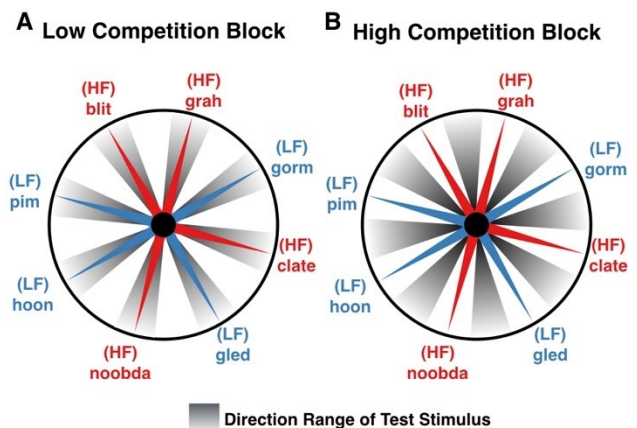 A Low Competition Block
(HF)
blit
(HF)
grah
(LF)
gorm
(LF)
pim
(HF)
clate
(LF)
hoon
(LF)
gled
(HF)
noobda
B High Competition Block
(HF)
blit
(HF)
grah
(LF)
gorm
(LF)
pim
(HF)
clate
(LF)
hoon
(LF)
gled
(HF)
noobda
Direction Range of Test Stimulus